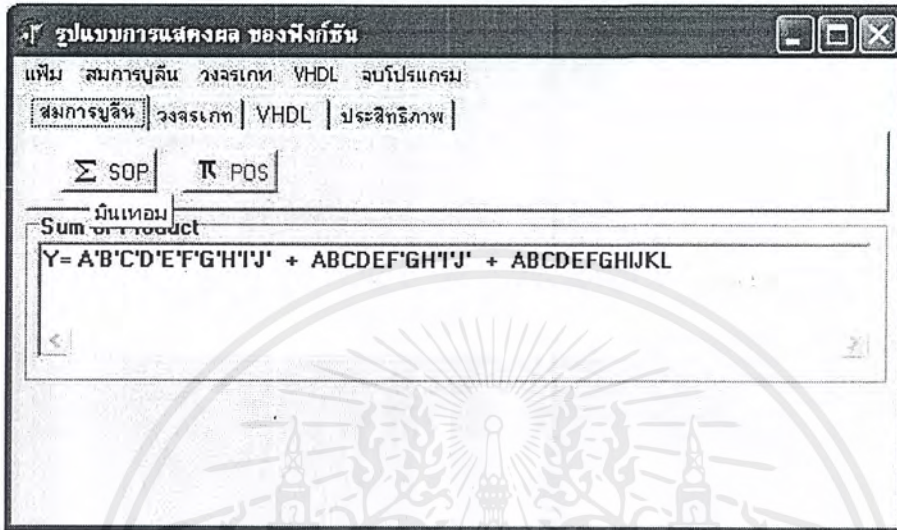 รูปแบบการแสดงผล ของฟังก์ชัน
แฟ้ม สมการบูลีน วงจรเกท VHDL จบโปรแกรม
สมการบูลีน วงจรเกท VHDL ประสิทธิภาพ
Σ SOP π POS
มินเทอม
Sum of Product
Y= A'B'C'D'E'F'G'H'I'J' + ABCDEF'GH'I'J' + ABCDEFGHIJKL